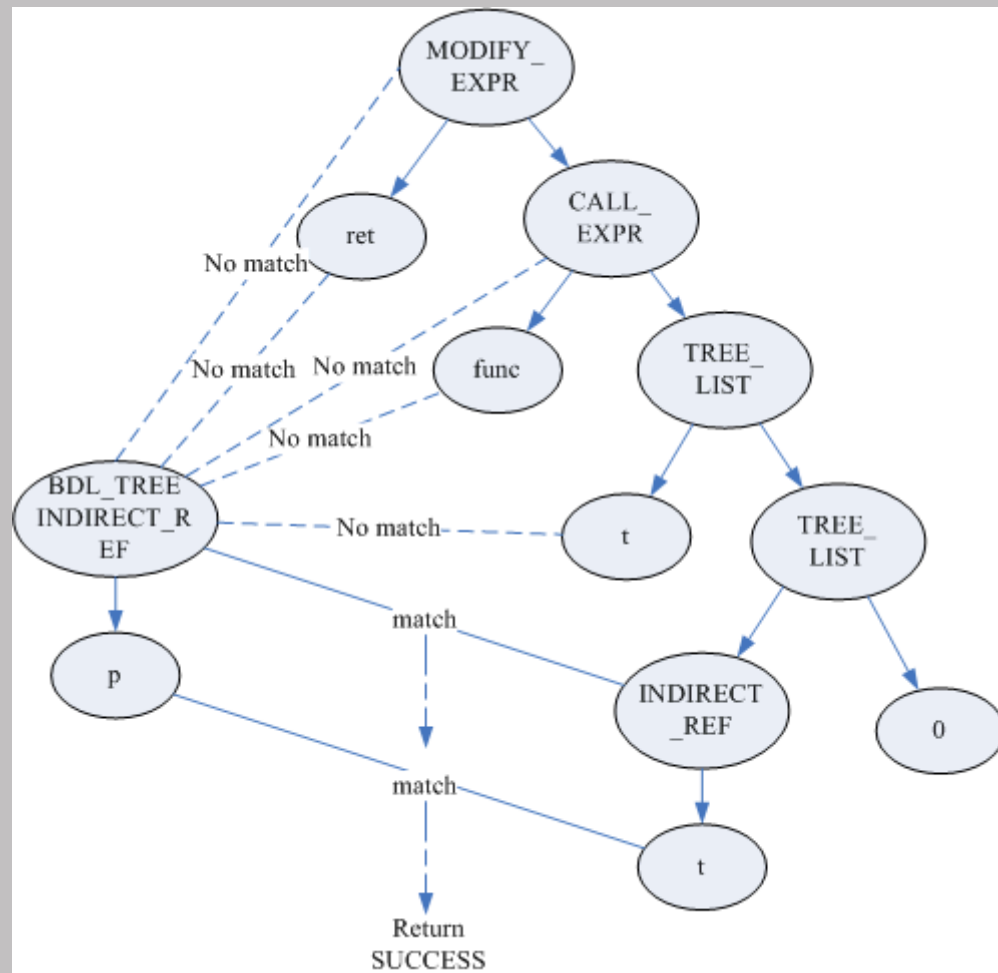 MODIFY_
EXPR
ret
CALL_
EXPR
No match
func
TREE_
LIST
No match
No match
No match
BDL_TREE
INDIRECT_R
EF
No match
t
TREE_
LIST
match
p
INDIRECT
_REF
0
match
t
Return
SUCCESS